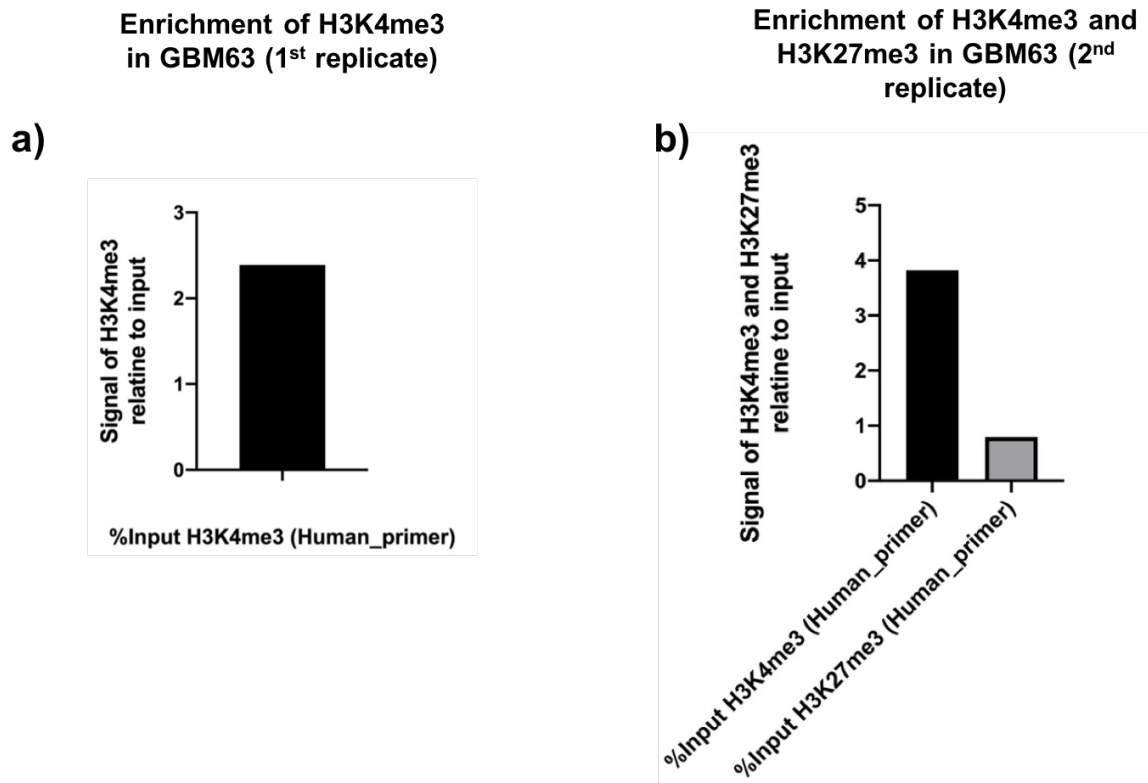 Enrichment of H3K4me3
in GBM63 (1st replicate)
a)
3
2
1
0
Signal of H3K4me3
relatine to input
%Input H3K4me3 (Human_primer)
Enrichment of H3K4me3 and
H3K27me3 in GBM63 (2nd
replicate)
b)
5
4
3
2
1
0
Signal of H3K4me3 and H3K27me3
relatine to input
%Input H3K4me3 (Human_primer)
%Input H3K27me3 (Human_primer)